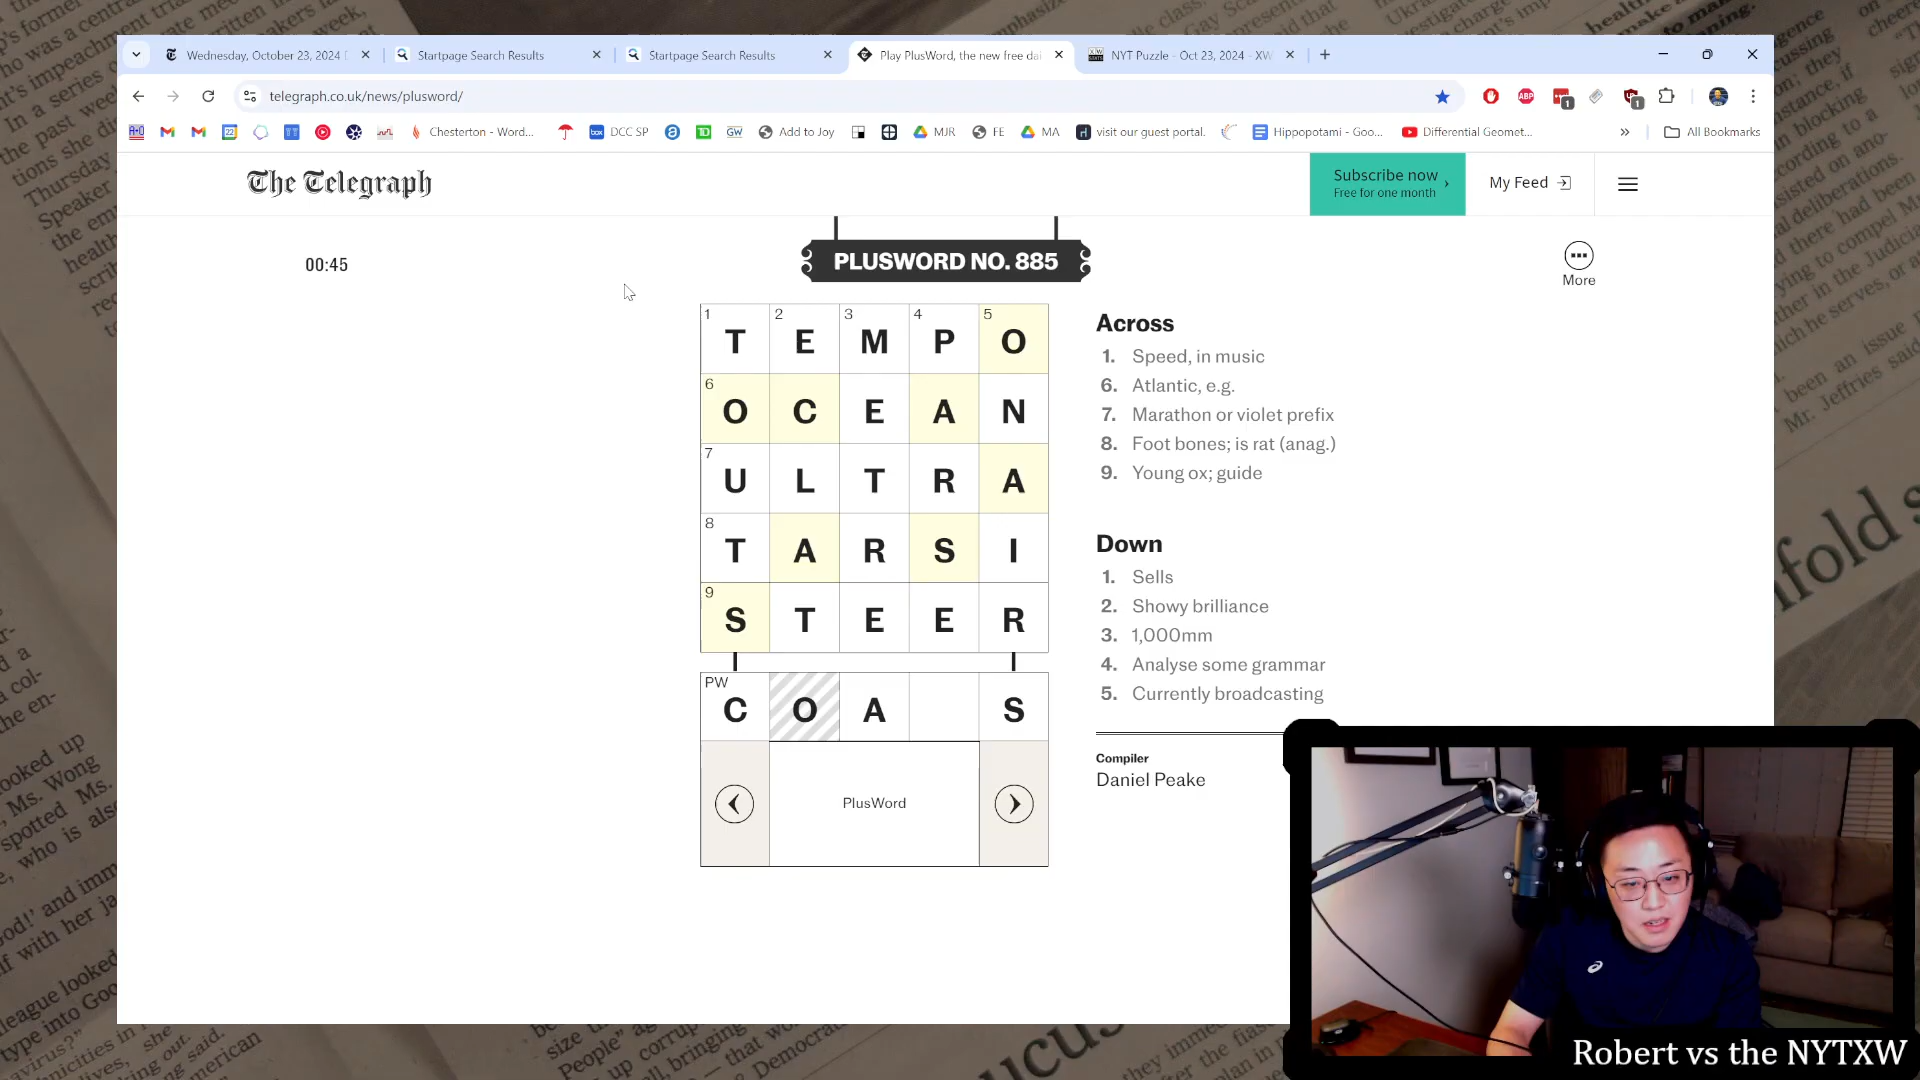 Wednesday, October 23, 2024
Startpage Search Results
Startpage Search Results
Play PlusWord, the new free dai
NYT Puzzle - Oct 23, 2024 - XW
telegraph.co.uk/news/plusword/
Chesterton - Word...
DCC SP
GW
Add to Joy
MJR
FE
MA
visit our guest portal.
Hippopotami - Goo...
Differential Geomet...
All Bookmarks
The Telegraph
Subscribe now
Free for one month
My Feed
00:45
PLUSWORD NO. 885
More
1 T 2 E 3 M 4 P 5 O
6 O C E A N
7 U L T R A
8 T A R S I
9 S T E E R
PW C O A S
PlusWord
Across
1. Speed, in music
6. Atlantic, e.g.
7. Marathon or violet prefix
8. Foot bones; is rat (anag.)
9. Young ox; guide
Down
1. Sells
2. Showy brilliance
3. 1,000mm
4. Analyse some grammar
5. Currently broadcasting
Compiler
Daniel Peake
Robert vs the NYTXW